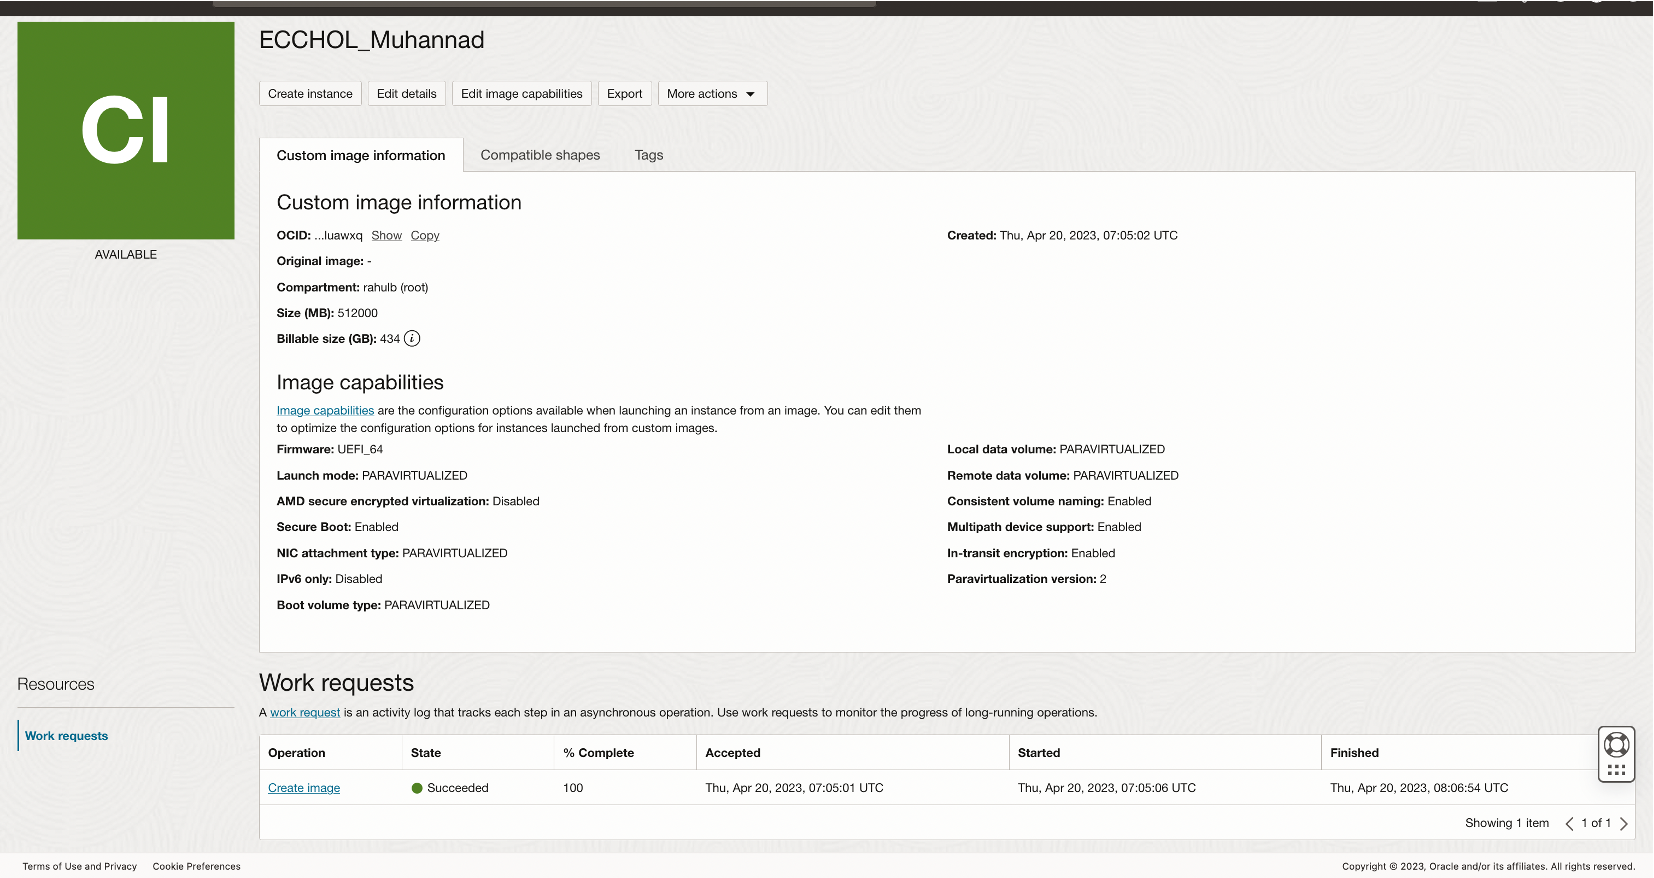 ECCHOL_Muhannad
CI
AVAILABLE
Create instance Edit details Edit image capabilities Export More actions
Custom image information Compatible shapes Tags
Custom image information
OCID: ...luawxq Show Copy
Created: Thu, Apr 20, 2023, 07:05:02 UTC
Original image: -
Compartment: rahulb (root)
Size (MB): 512000
Billable size (GB): 434 i
Image capabilities
Image capabilities are the configuration options available when launching an instance from an image. You can edit them
to optimize the configuration options for instances launched from custom images.
Firmware: UEFI_64
Launch mode: PARAVIRTUALIZED
AMD secure encrypted virtualization: Disabled
Secure Boot: Enabled
NIC attachment type: PARAVIRTUALIZED
IPv6 only: Disabled
Boot volume type: PARAVIRTUALIZED
Local data volume: PARAVIRTUALIZED
Remote data volume: PARAVIRTUALIZED
Consistent volume naming: Enabled
Multipath device support: Enabled
In-transit encryption: Enabled
Paravirtualization version: 2
Resources
Work requests
Work requests
A work request is an activity log that tracks each step in an asynchronous operation. Use work requests to monitor the progress of long-running operations.
Operation State % Complete Accepted Started Finished
Create image Succeeded 100 Thu, Apr 20, 2023, 07:05:01 UTC Thu, Apr 20, 2023, 07:05:06 UTC Thu, Apr 20, 2023, 08:06:54 UTC
Showing 1 item 1 of 1
Terms of Use and Privacy Cookie Preferences
Copyright © 2023, Oracle and/or its affiliates. All rights reserved.